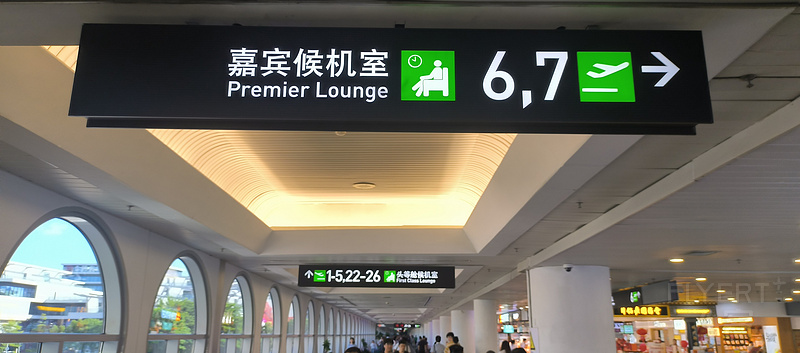 嘉宾候机室
Premier Lounge
6,7
1-5,22-26
头等舱候机室
First Class Lounge
FLYERT